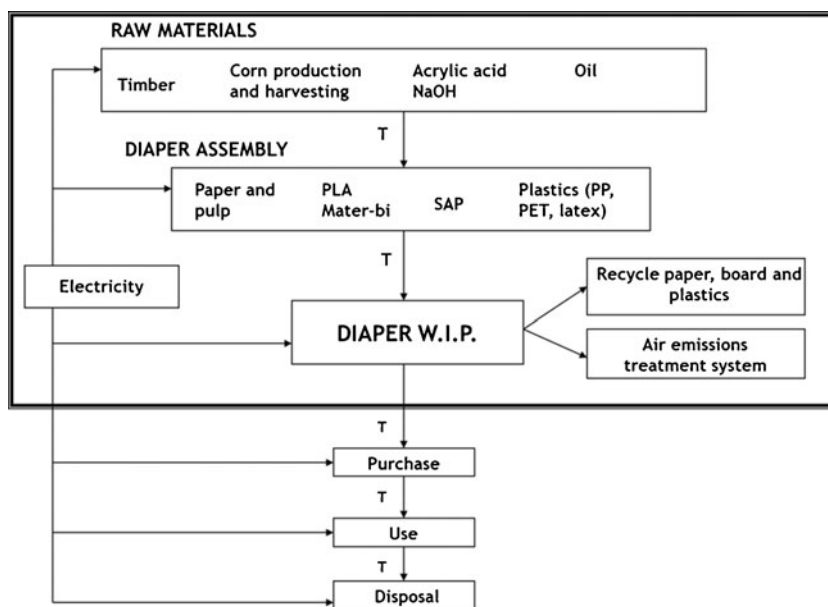 RAW MATERIALS
Timber
Corn production
and harvesting
Acrylic acid
NaOH
Oil
T
DIAPER ASSEMBLY
Paper and
pulp
PLA
Mater-bi
SAP
Plastics (PP,
PET, latex)
T
Electricity
DIAPER W.I.P.
Recycle paper, board and
plastics
Air emissions
treatment system
T
Purchase
T
Use
T
Disposal